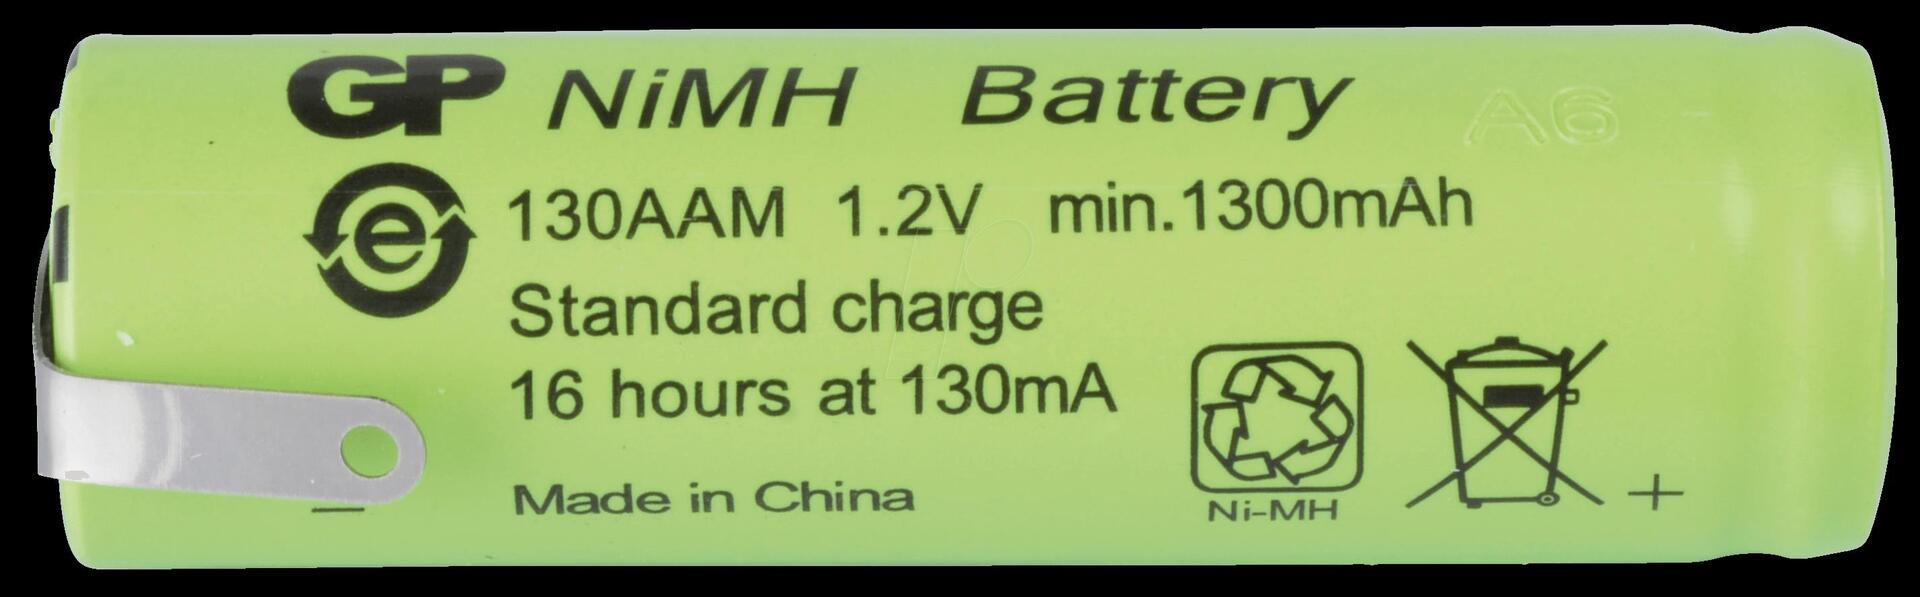 GP NiMH Battery
A6
e 130AAM 1.2V min.1300mAh
Standard charge
16 hours at 130mA
Made in China
Ni-MH
− +